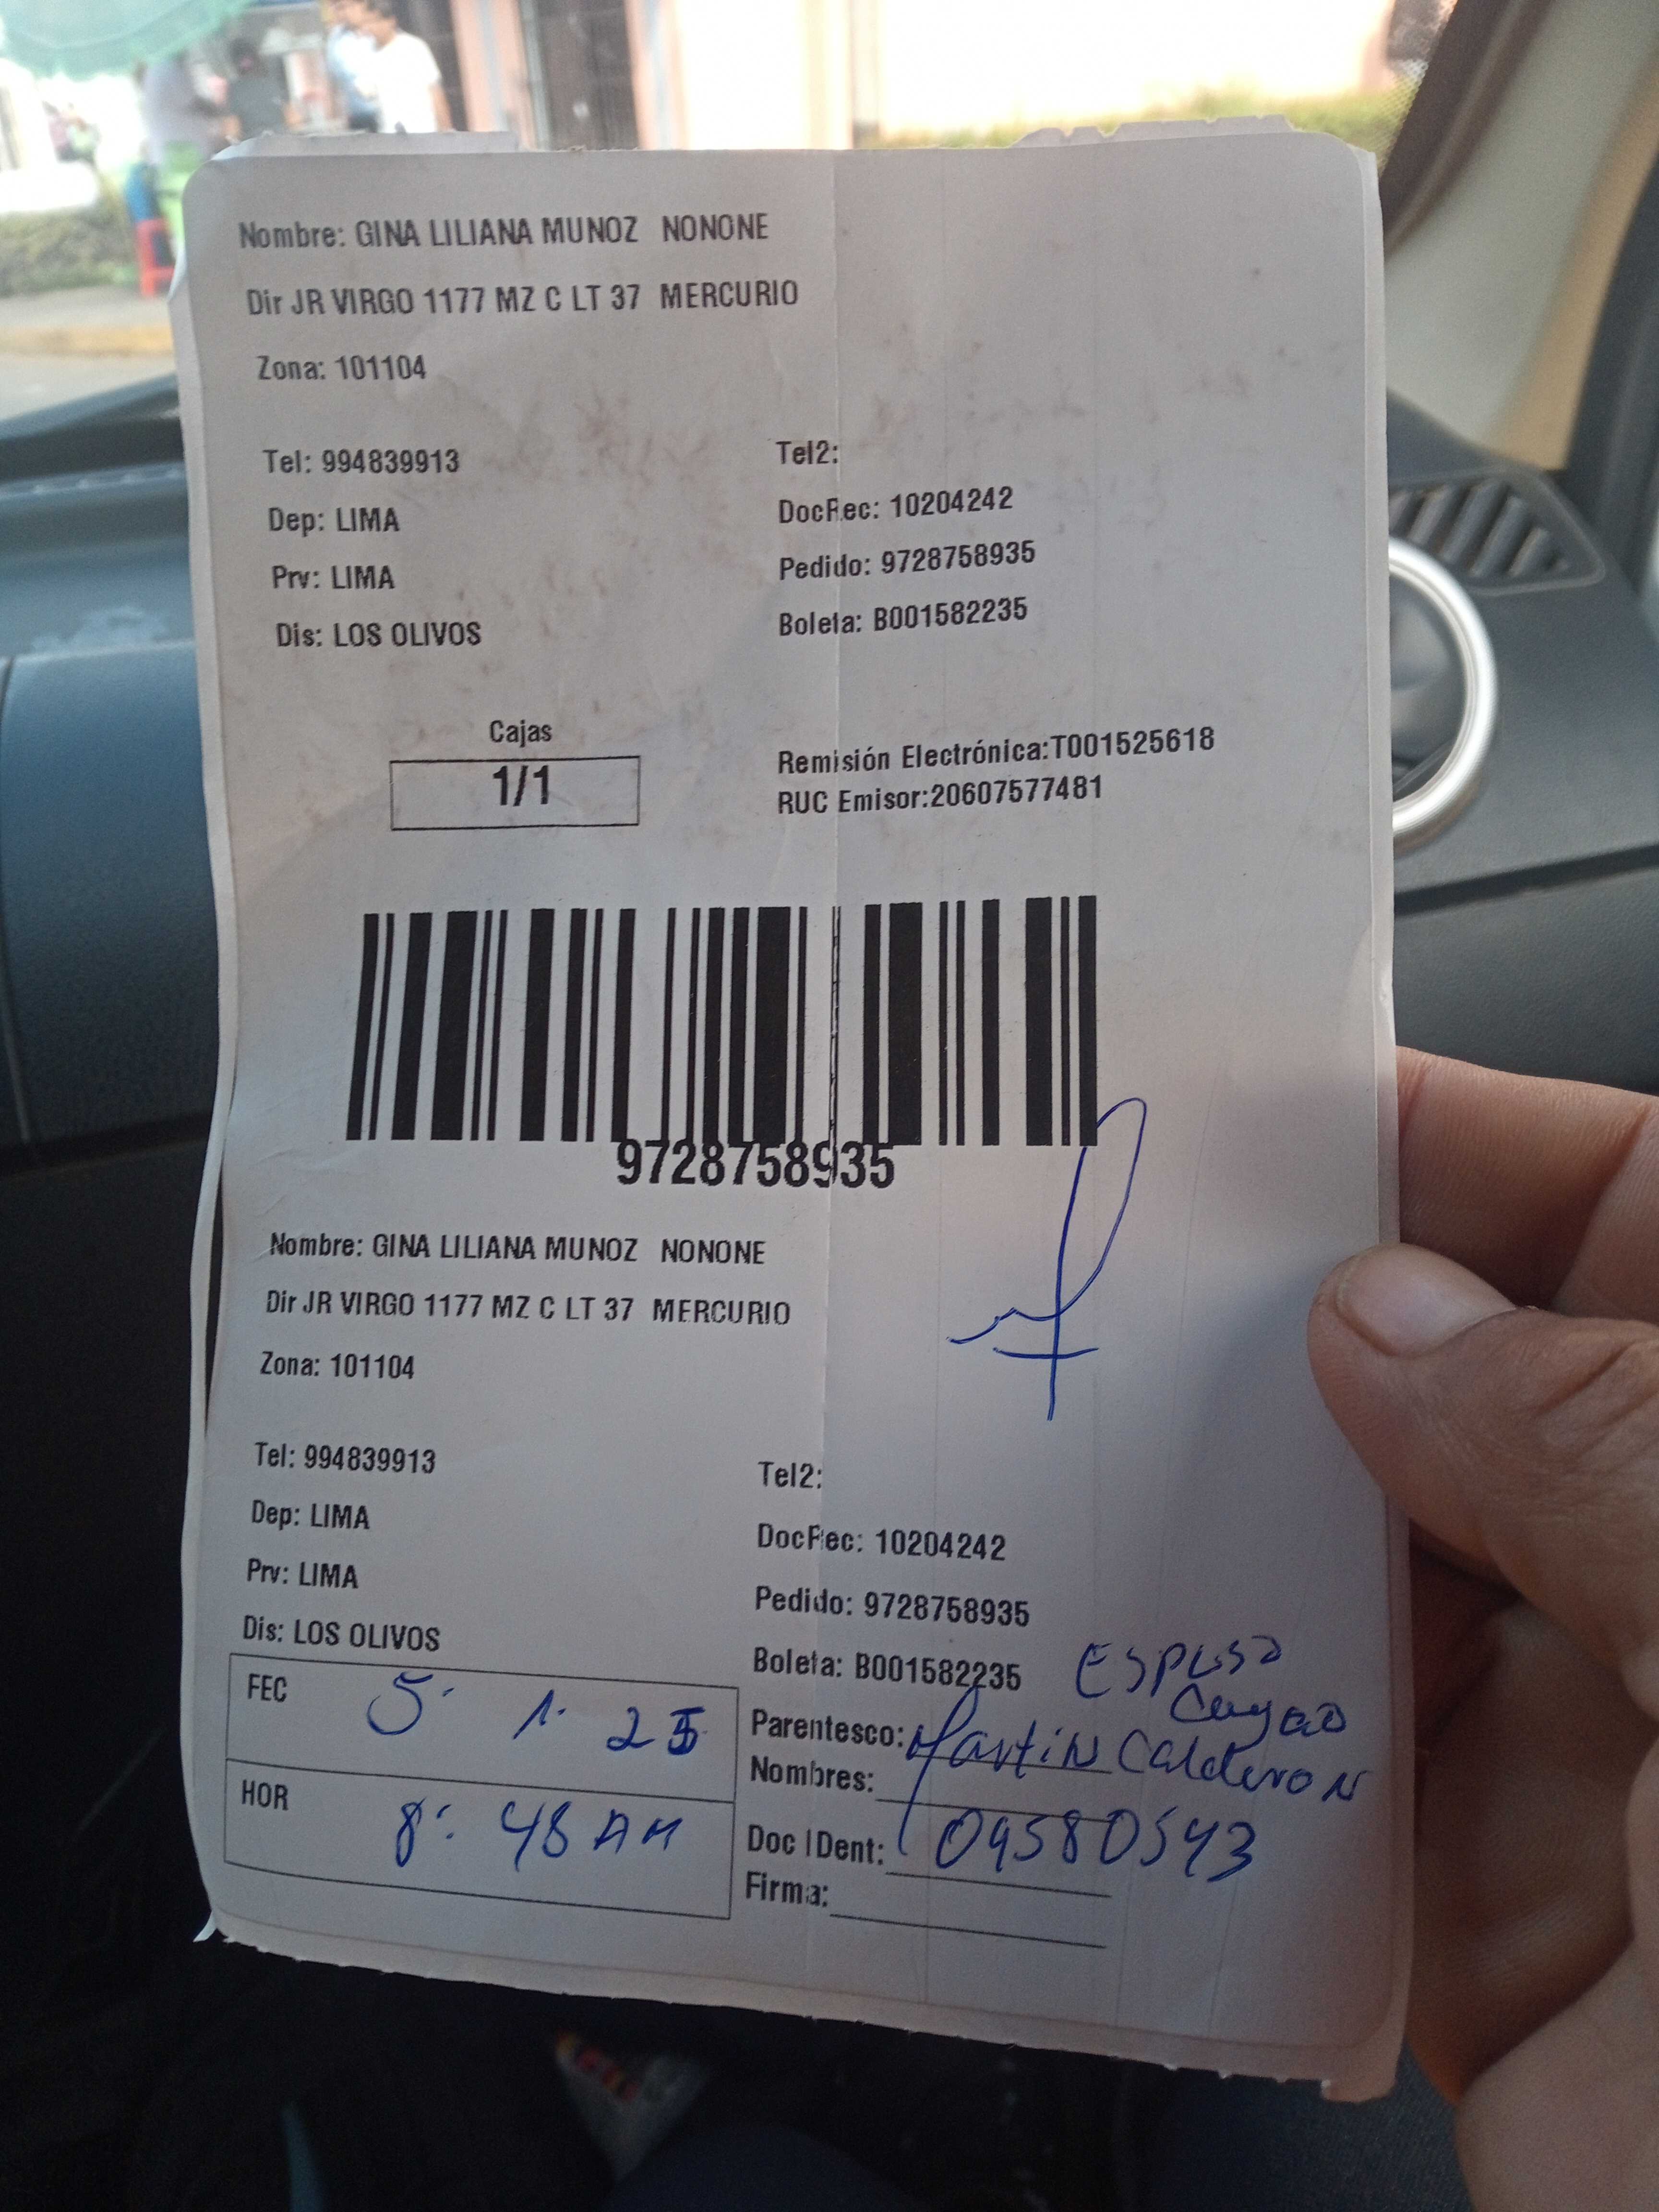 Nombre: GINA LILIANA MUNOZ NONONE
Dir JR VIRGO 1177 MZ C LT 37 MERCURIO
Zona: 101104
Tel: 994839913
Tel2:
Dep: LIMA
DocRec: 10204242
Prv: LIMA
Pedido: 9728758935
Dis: LOS OLIVOS
Boleta: B001582235
Cajas
1/1
Remisión Electrónica:T001525618
RUC Emisor:20607577481
9728758935
Nombre: GINA LILIANA MUNOZ NONONE
Dir JR VIRGO 1177 MZ C LT 37 MERCURIO
Zona: 101104
Tel: 994839913
Tel2:
Dep: LIMA
DocRec: 10204242
Prv: LIMA
Pedido: 9728758935
Dis: LOS OLIVOS
Boleta: B001582235
FEC 5. 1. 25
HOR 8: 48 AM
Parentesco: Martin Calderon
Nombres:
Doc IDent: 09580543
Firma: